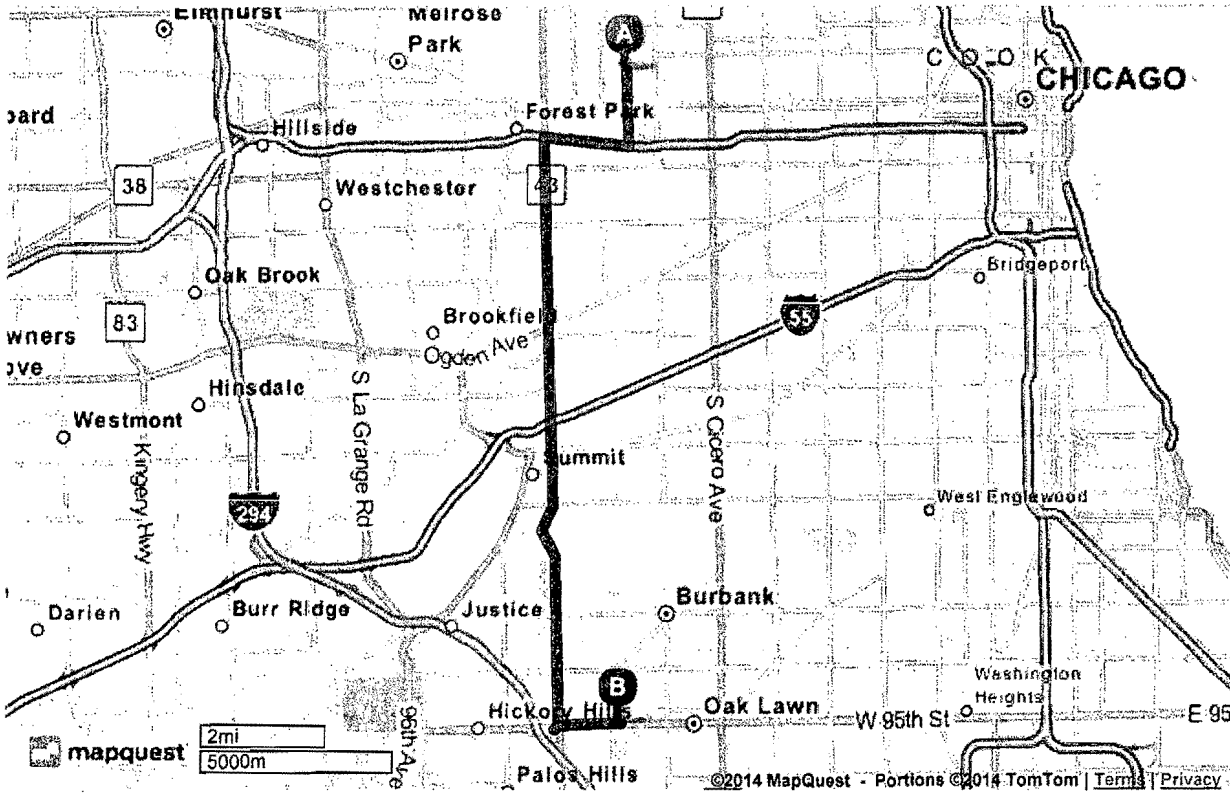 Elmhurst
Melrose
Park
A
C O O K
CHICAGO
Forest Park
Hillside
38
Westchester
43
Oak Brook
Bridgeport
83
Brookfield
55
Ogden Ave
Hinsdale
Westmont
S La Grange Rd
S Cicero Ave
Kingery Hwy
Summit
294
West Englewood
Darien
Burr Ridge
Justice
Burbank
B
Washington
Heights
Hickory Hills
Oak Lawn
W 95th St
E 95
96th Ave
mapquest
2mi
5000m
Palos Hills
©2014 MapQuest - Portions ©2014 TomTom | Terms | Privacy